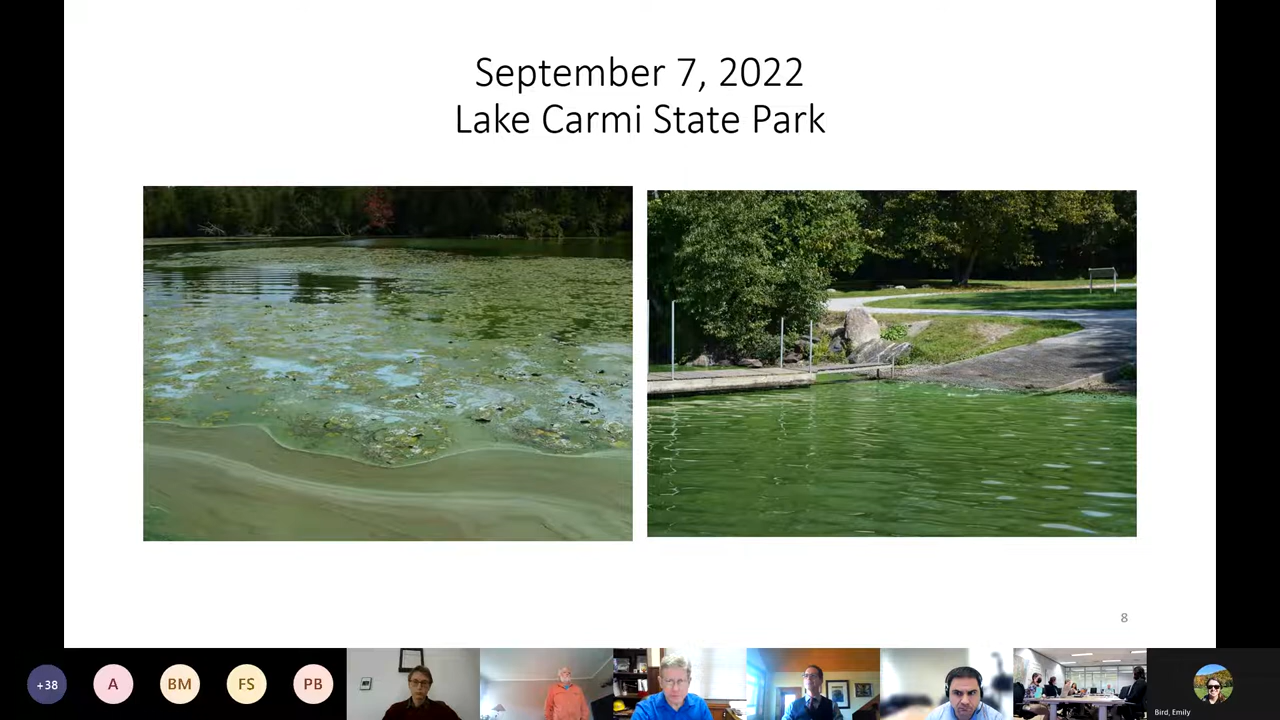 September 7, 2022
Lake Carmi State Park
8
+38
A
BM
FS
PB
Bird, Emily